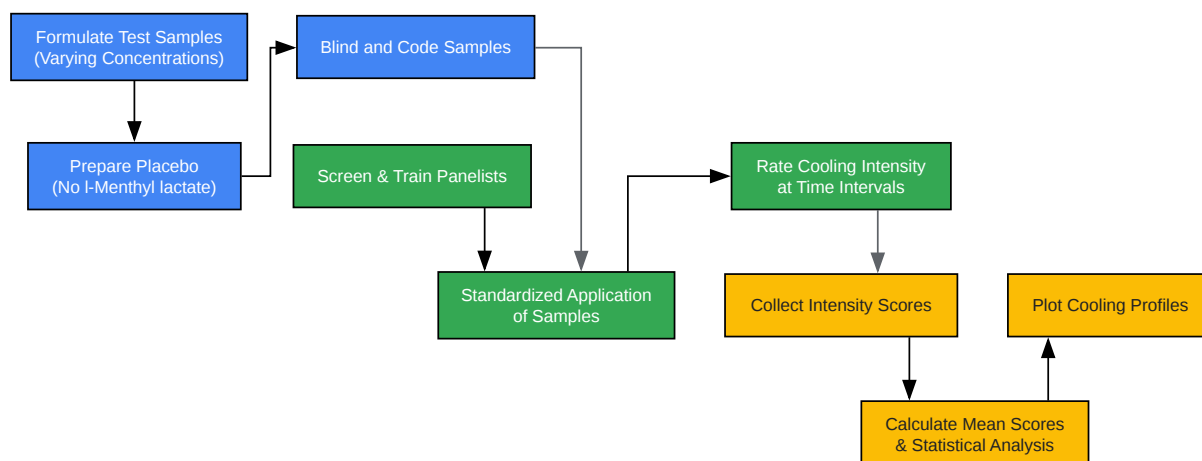 Formulate Test Samples
(Varying Concentrations)
Prepare Placebo
(No l-Menthyl lactate)
Blind and Code Samples
Screen & Train Panelists
Standardized Application
of Samples
Rate Cooling Intensity
at Time Intervals
Collect Intensity Scores
Calculate Mean Scores
& Statistical Analysis
Plot Cooling Profiles